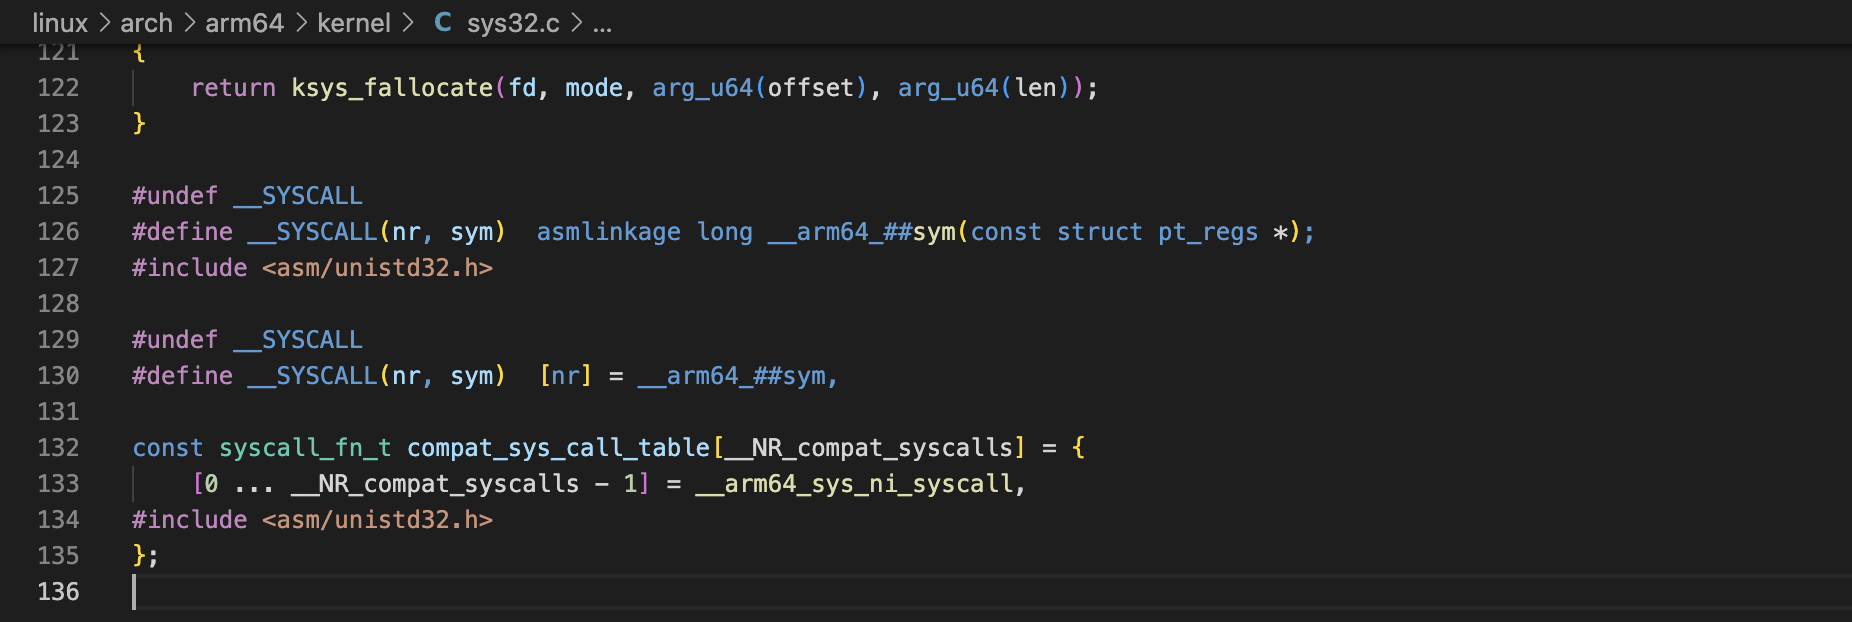 linux > arch > arm64 > kernel > C sys32.c > ...
121 {
122     return ksys_fallocate(fd, mode, arg_u64(offset), arg_u64(len));
123 }
124
125 #undef __SYSCALL
126 #define __SYSCALL(nr, sym)  asmlinkage long __arm64_##sym(const struct pt_regs *);
127 #include <asm/unistd32.h>
128
129 #undef __SYSCALL
130 #define __SYSCALL(nr, sym)  [nr] = __arm64_##sym,
131
132 const syscall_fn_t compat_sys_call_table[__NR_compat_syscalls] = {
133     [0 ... __NR_compat_syscalls - 1] = __arm64_sys_ni_syscall,
134 #include <asm/unistd32.h>
135 };
136